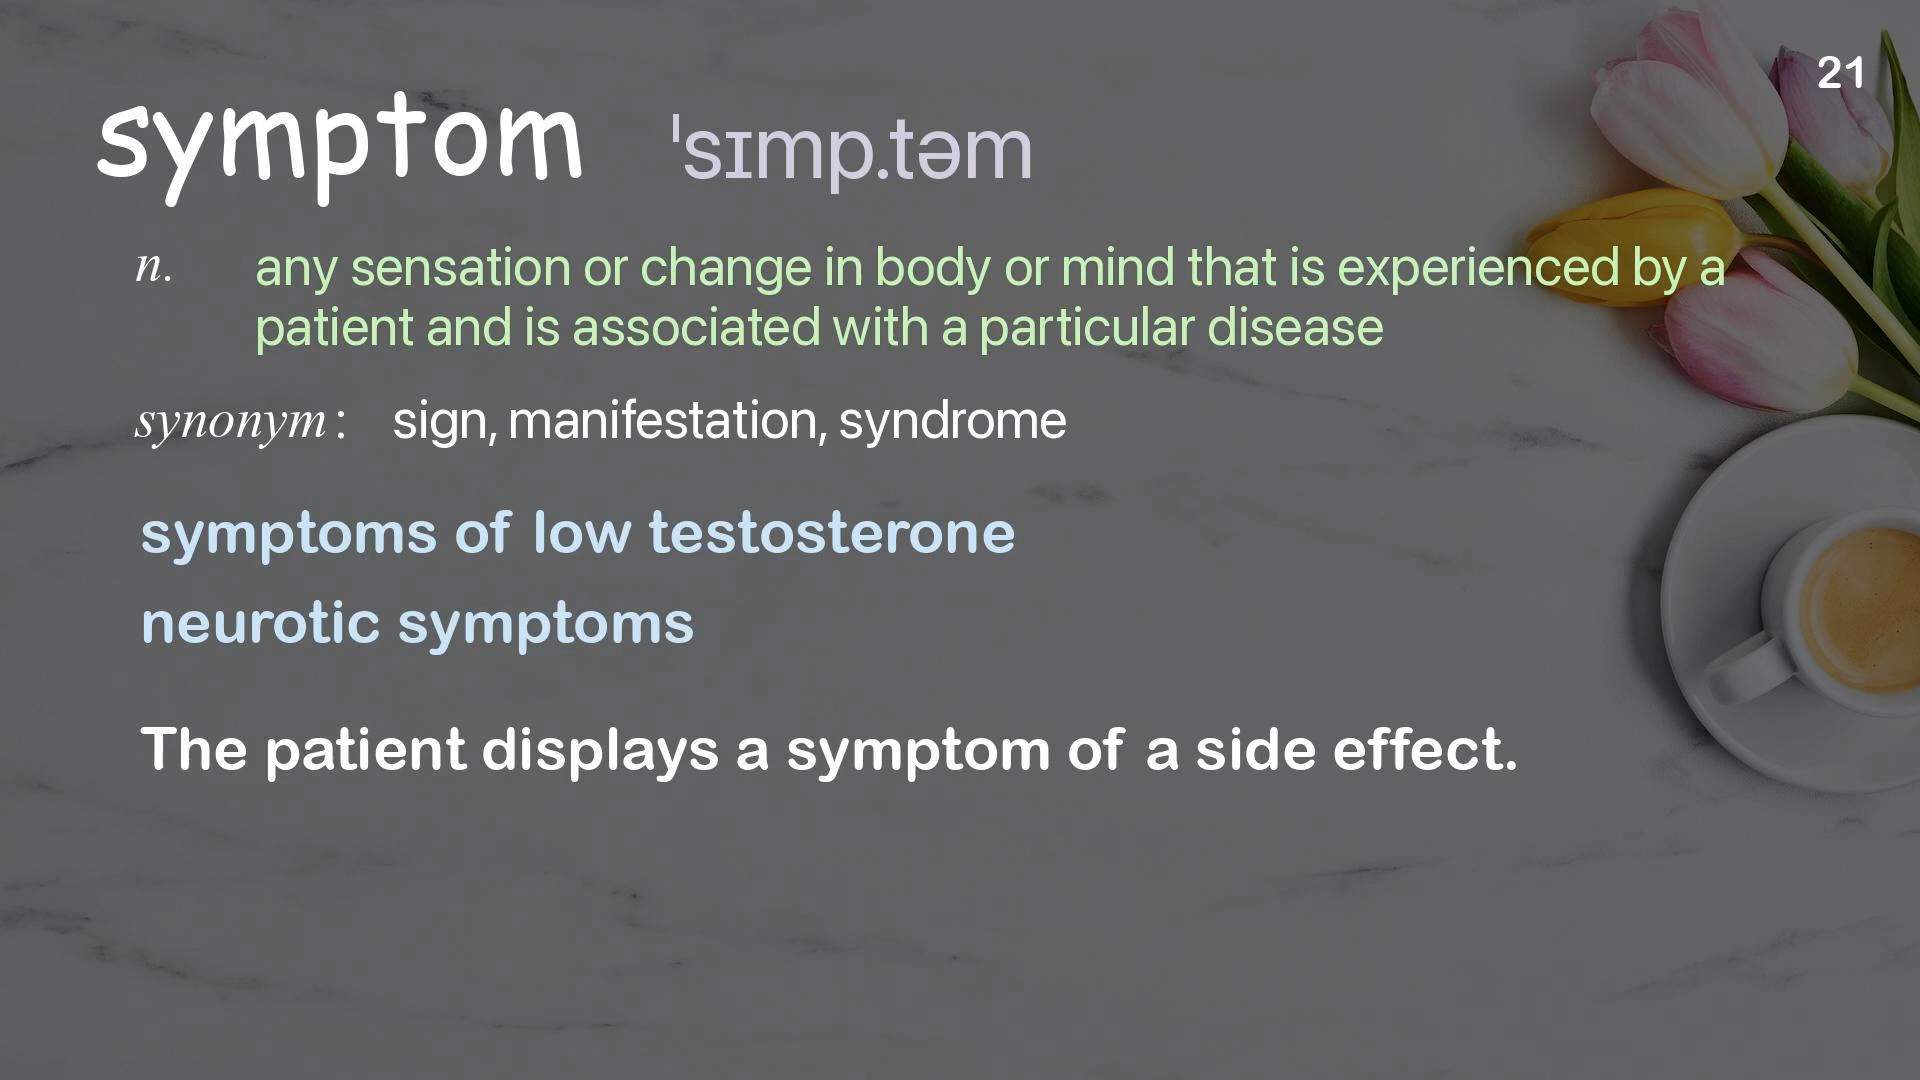 21
symptom ˈsɪmp.təm
n. any sensation or change in body or mind that is experienced by a
patient and is associated with a particular disease
synonym: sign, manifestation, syndrome
symptoms of low testosterone
neurotic symptoms
The patient displays a symptom of a side effect.